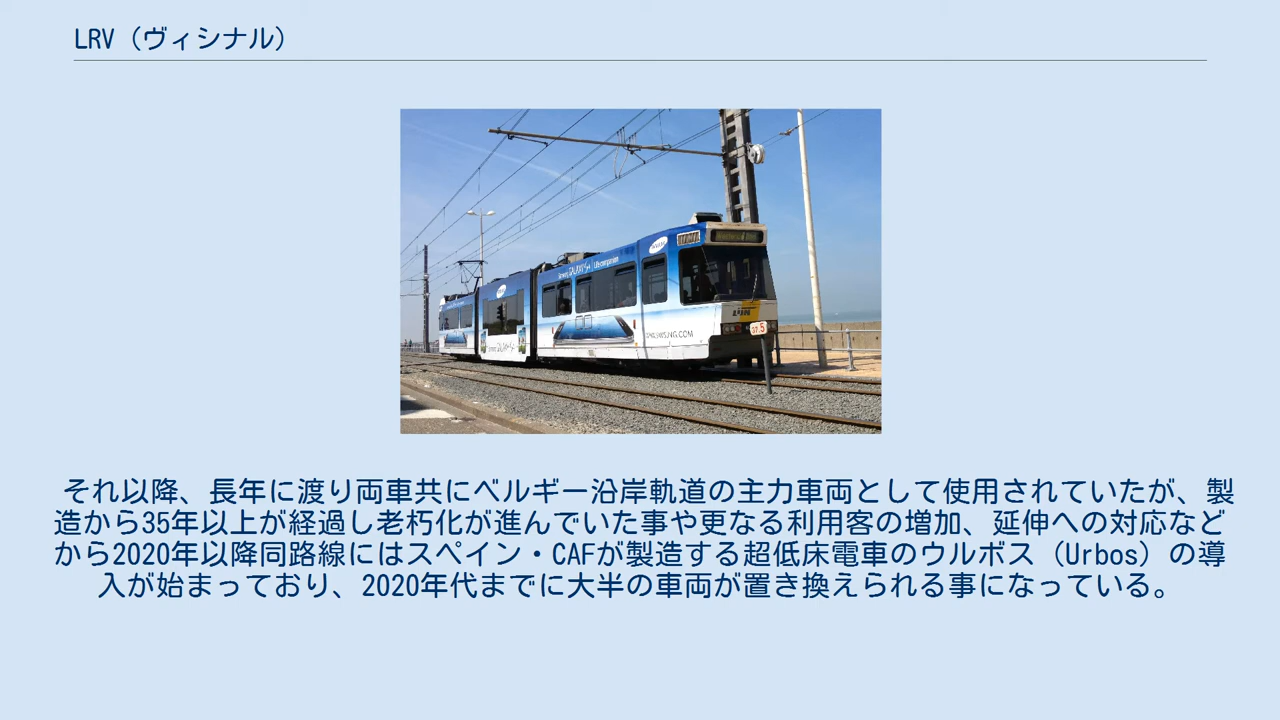 LRV（ヴィシナル）
GALAXY
Life companion
SAMSUNG.COM
37.5
それ以降、長年に渡り両車共にベルギー沿岸軌道の主力車両として使用されていたが、製
造から35年以上が経過し老朽化が進んでいた事や更なる利用客の増加、延伸への対応など
から2020年以降同路線にはスペイン・CAFが製造する超低床電車のウルボス（Urbos）の導
入が始まっており、2020年代までに大半の車両が置き換えられる事になっている。